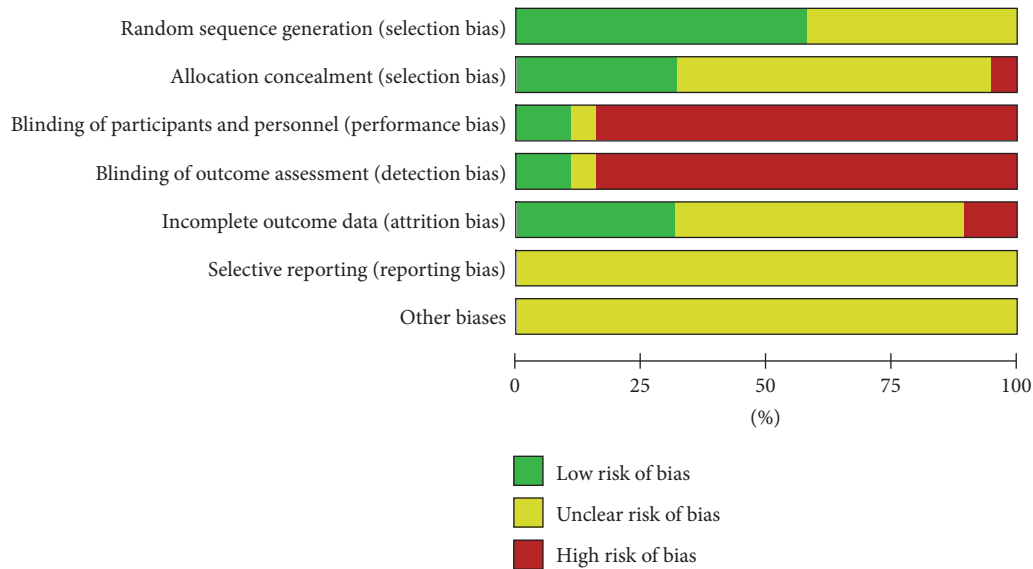 Random sequence generation (selection bias)
Allocation concealment (selection bias)
Blinding of participants and personnel (performance bias)
Blinding of outcome assessment (detection bias)
Incomplete outcome data (attrition bias)
Selective reporting (reporting bias)
Other biases
0 25 50 75 100
(%)
Low risk of bias
Unclear risk of bias
High risk of bias